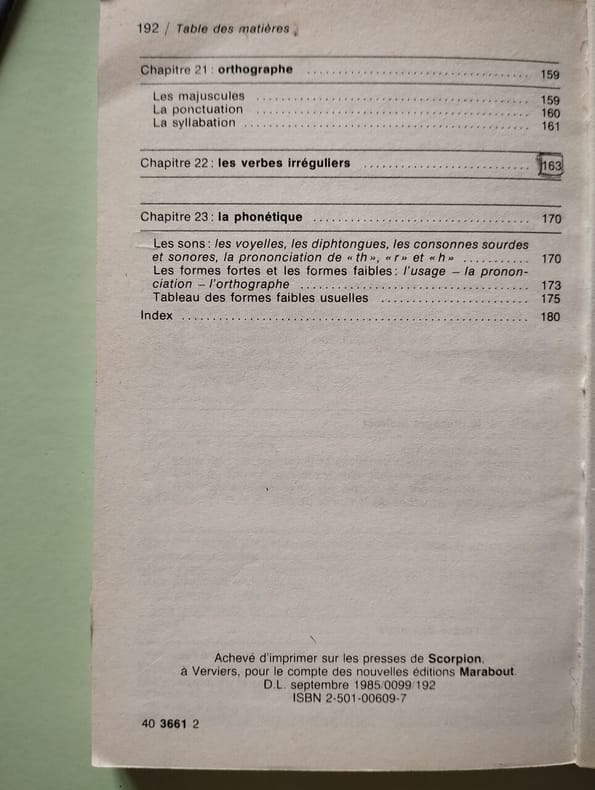 192 / Table des matières
Chapitre 21 : orthographe ........................................ 159
Les majuscules ........................................ 159
La ponctuation ........................................ 160
La syllabation ........................................ 161
Chapitre 22 : les verbes irréguliers ........................................ 163
Chapitre 23 : la phonétique ........................................ 170
Les sons : les voyelles, les diphtongues, les consonnes sourdes
et sonores, la prononciation de « th », « r » et « h » .......... 170
Les formes fortes et les formes faibles : l'usage – la pronon-
ciation – l'orthographe ........................................ 173
Tableau des formes faibles usuelles ........................................ 175
Index ........................................ 180
Achevé d'imprimer sur les presses de Scorpion,
à Verviers, pour le compte des nouvelles éditions Marabout.
D.L. septembre 1985/0099/192
ISBN 2-501-00609-7
40 3661 2